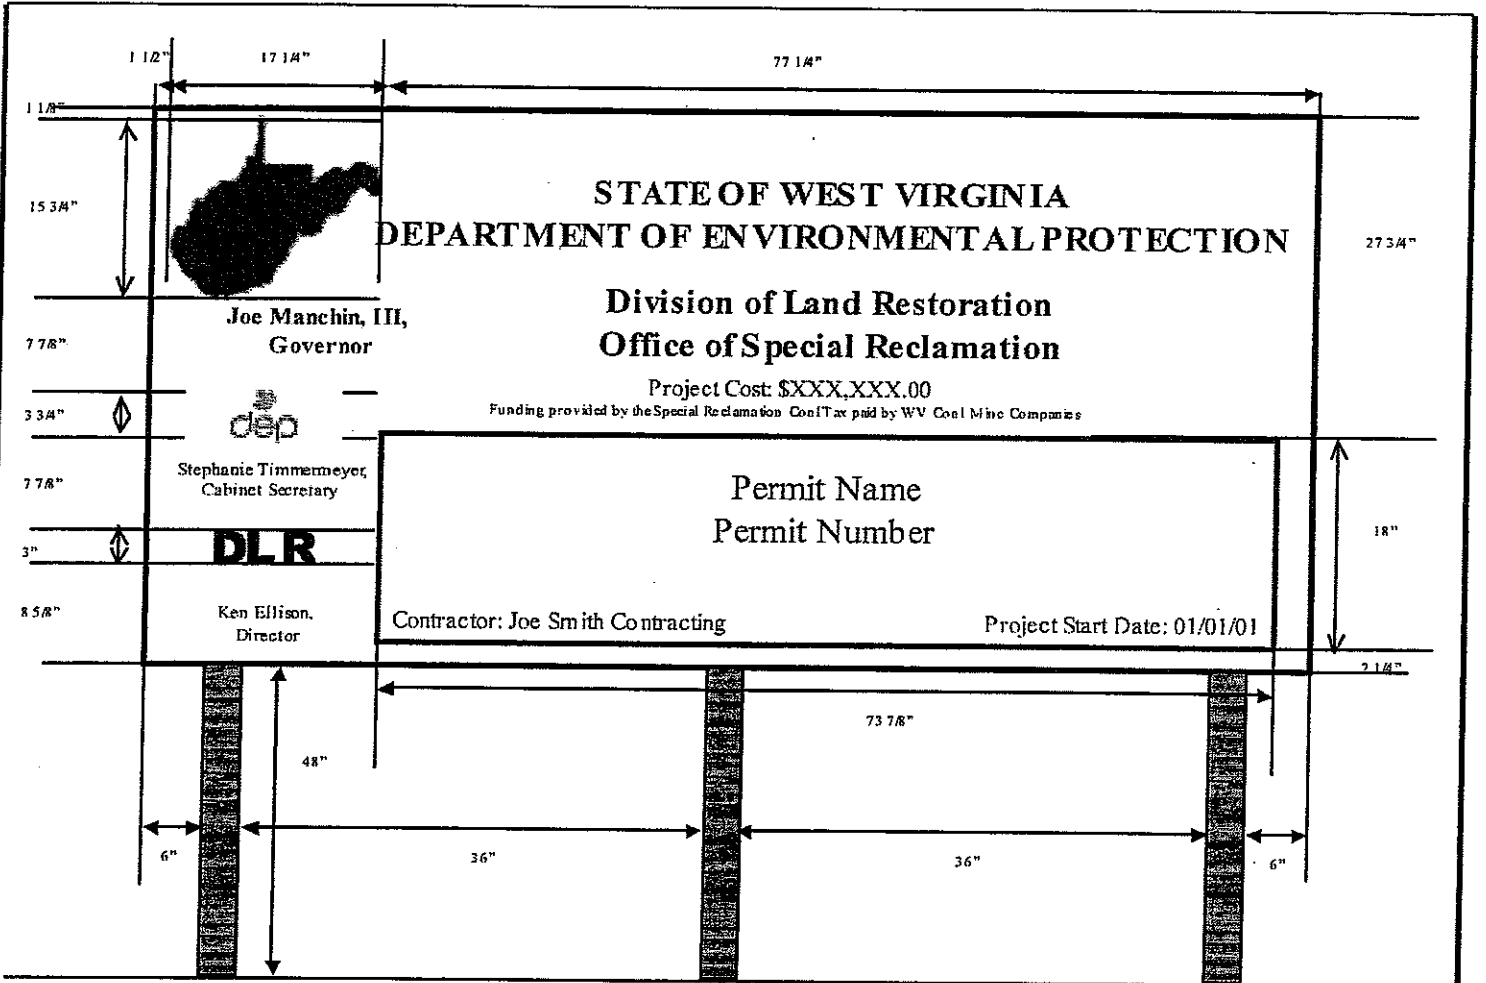 1 1/2"
17 1/4"
77 1/4"
1 1/8"
15 3/4"
STATE OF WEST VIRGINIA
DEPARTMENT OF ENVIRONMENTAL PROTECTION
27 3/4"
Division of Land Restoration
Office of Special Reclamation
Joe Manchin, III,
Governor
7 7/8"
Project Cost: $XXX,XXX.00
Funding provided by the Special Reclamation Coal Tax paid by WV Coal Mine Companies
3 3/4"
dep
Stephanie Timmermeyer,
Cabinet Secretary
7 7/8"
Permit Name
Permit Number
18"
3"
DLR
8 5/8"
Ken Ellison,
Director
Contractor: Joe Smith Contracting
Project Start Date: 01/01/01
2 1/4"
73 7/8"
48"
6"
36"
36"
6"